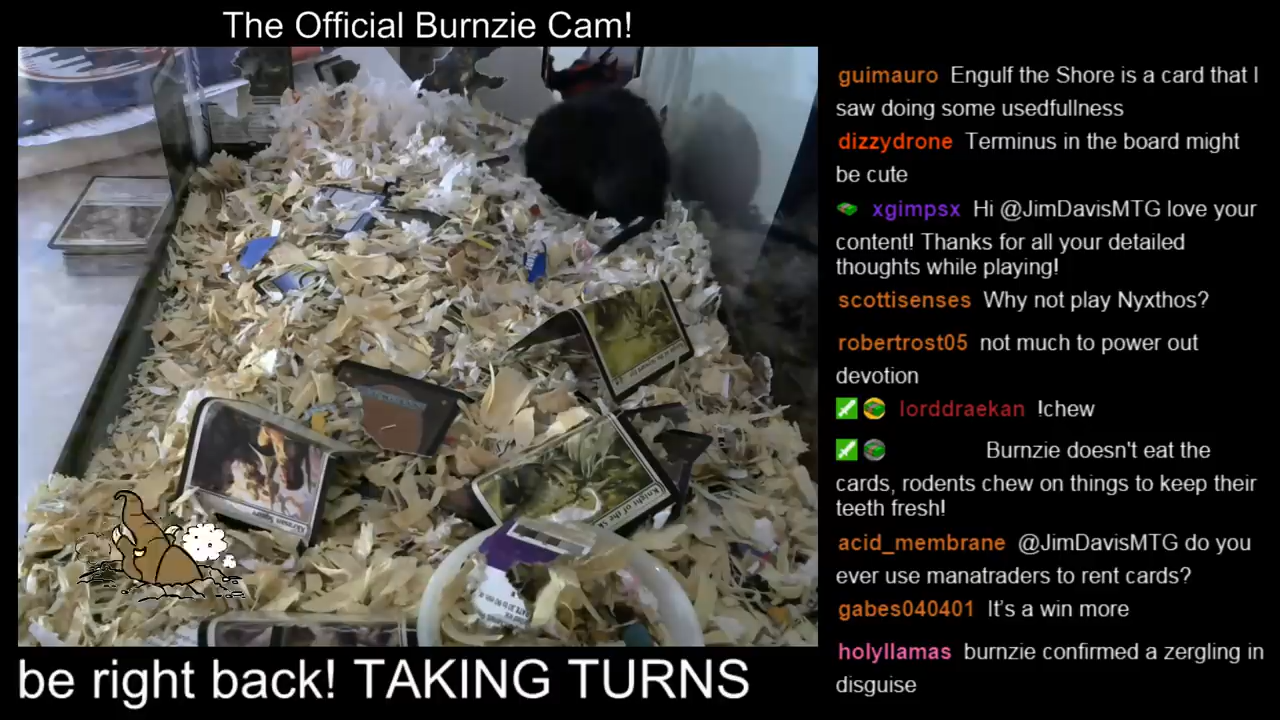 The Official Burnzie Cam!
guimauro Engulf the Shore is a card that I
saw doing some usedfullness
dizzydrone Terminus in the board might
be cute
xgimpsx Hi @JimDavisMTG love your
content! Thanks for all your detailed
thoughts while playing!
scottisenses Why not play Nyxthos?
robertrost05 not much to power out
devotion
lorddraekan !chew
Burnzie doesn't eat the
cards, rodents chew on things to keep their
teeth fresh!
acid_membrane @JimDavisMTG do you
ever use manatraders to rent cards?
gabes040401 It's a win more
holyllamas burnzie confirmed a zergling in
disguise
Knight of the
be right back! TAKING TURNS